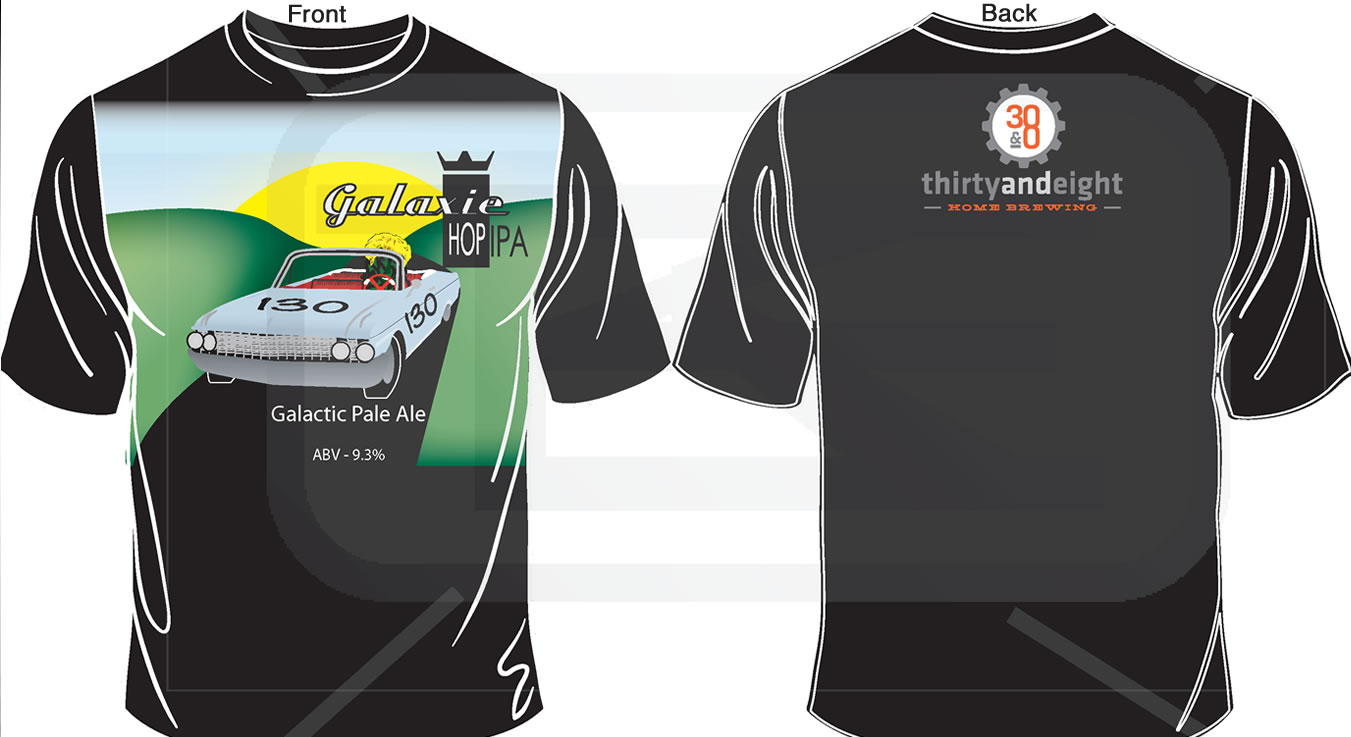 Front
Back
Galaxie
HOP IPA
130
130
Galactic Pale Ale
ABV - 9.3%
30
&8
thirtyandeight
HOME BREWING